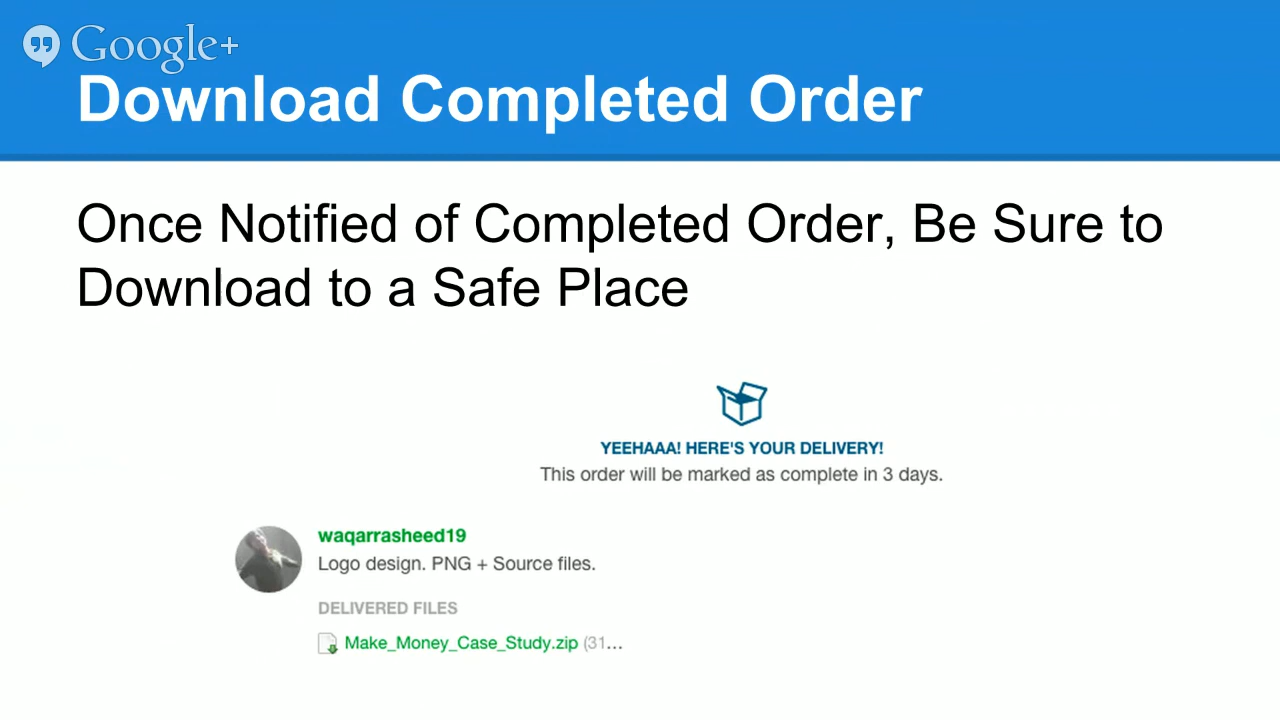 Google+
Download Completed Order
Once Notified of Completed Order, Be Sure to
Download to a Safe Place
YEEHAAA! HERE'S YOUR DELIVERY!
This order will be marked as complete in 3 days.
waqarrasheed19
Logo design. PNG + Source files.
DELIVERED FILES
Make_Money_Case_Study.zip (31...